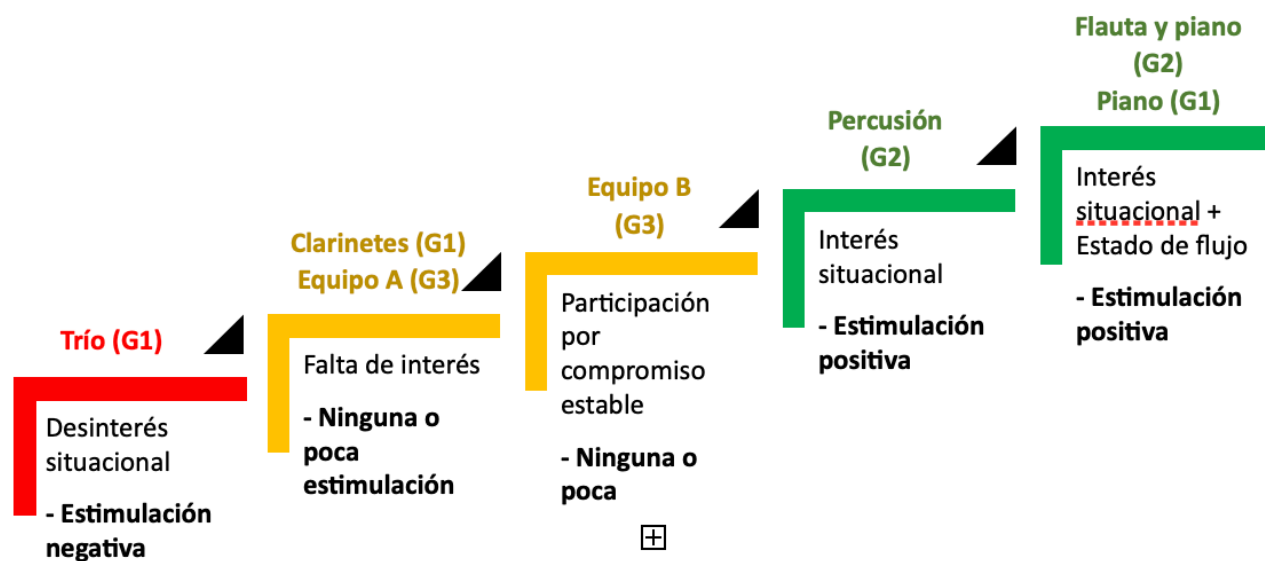 Trío (G1)
Desinterés
situacional
- Estimulación
negativa
Clarinetes (G1)
Equipo A (G3)
Falta de interés
- Ninguna o
poca
estimulación
Equipo B
(G3)
Participación
por
compromiso
estable
- Ninguna o
poca
Percusión
(G2)
Interés
situacional
- Estimulación
positiva
Flauta y piano
(G2)
Piano (G1)
Interés
situacional +
Estado de flujo
- Estimulación
positiva